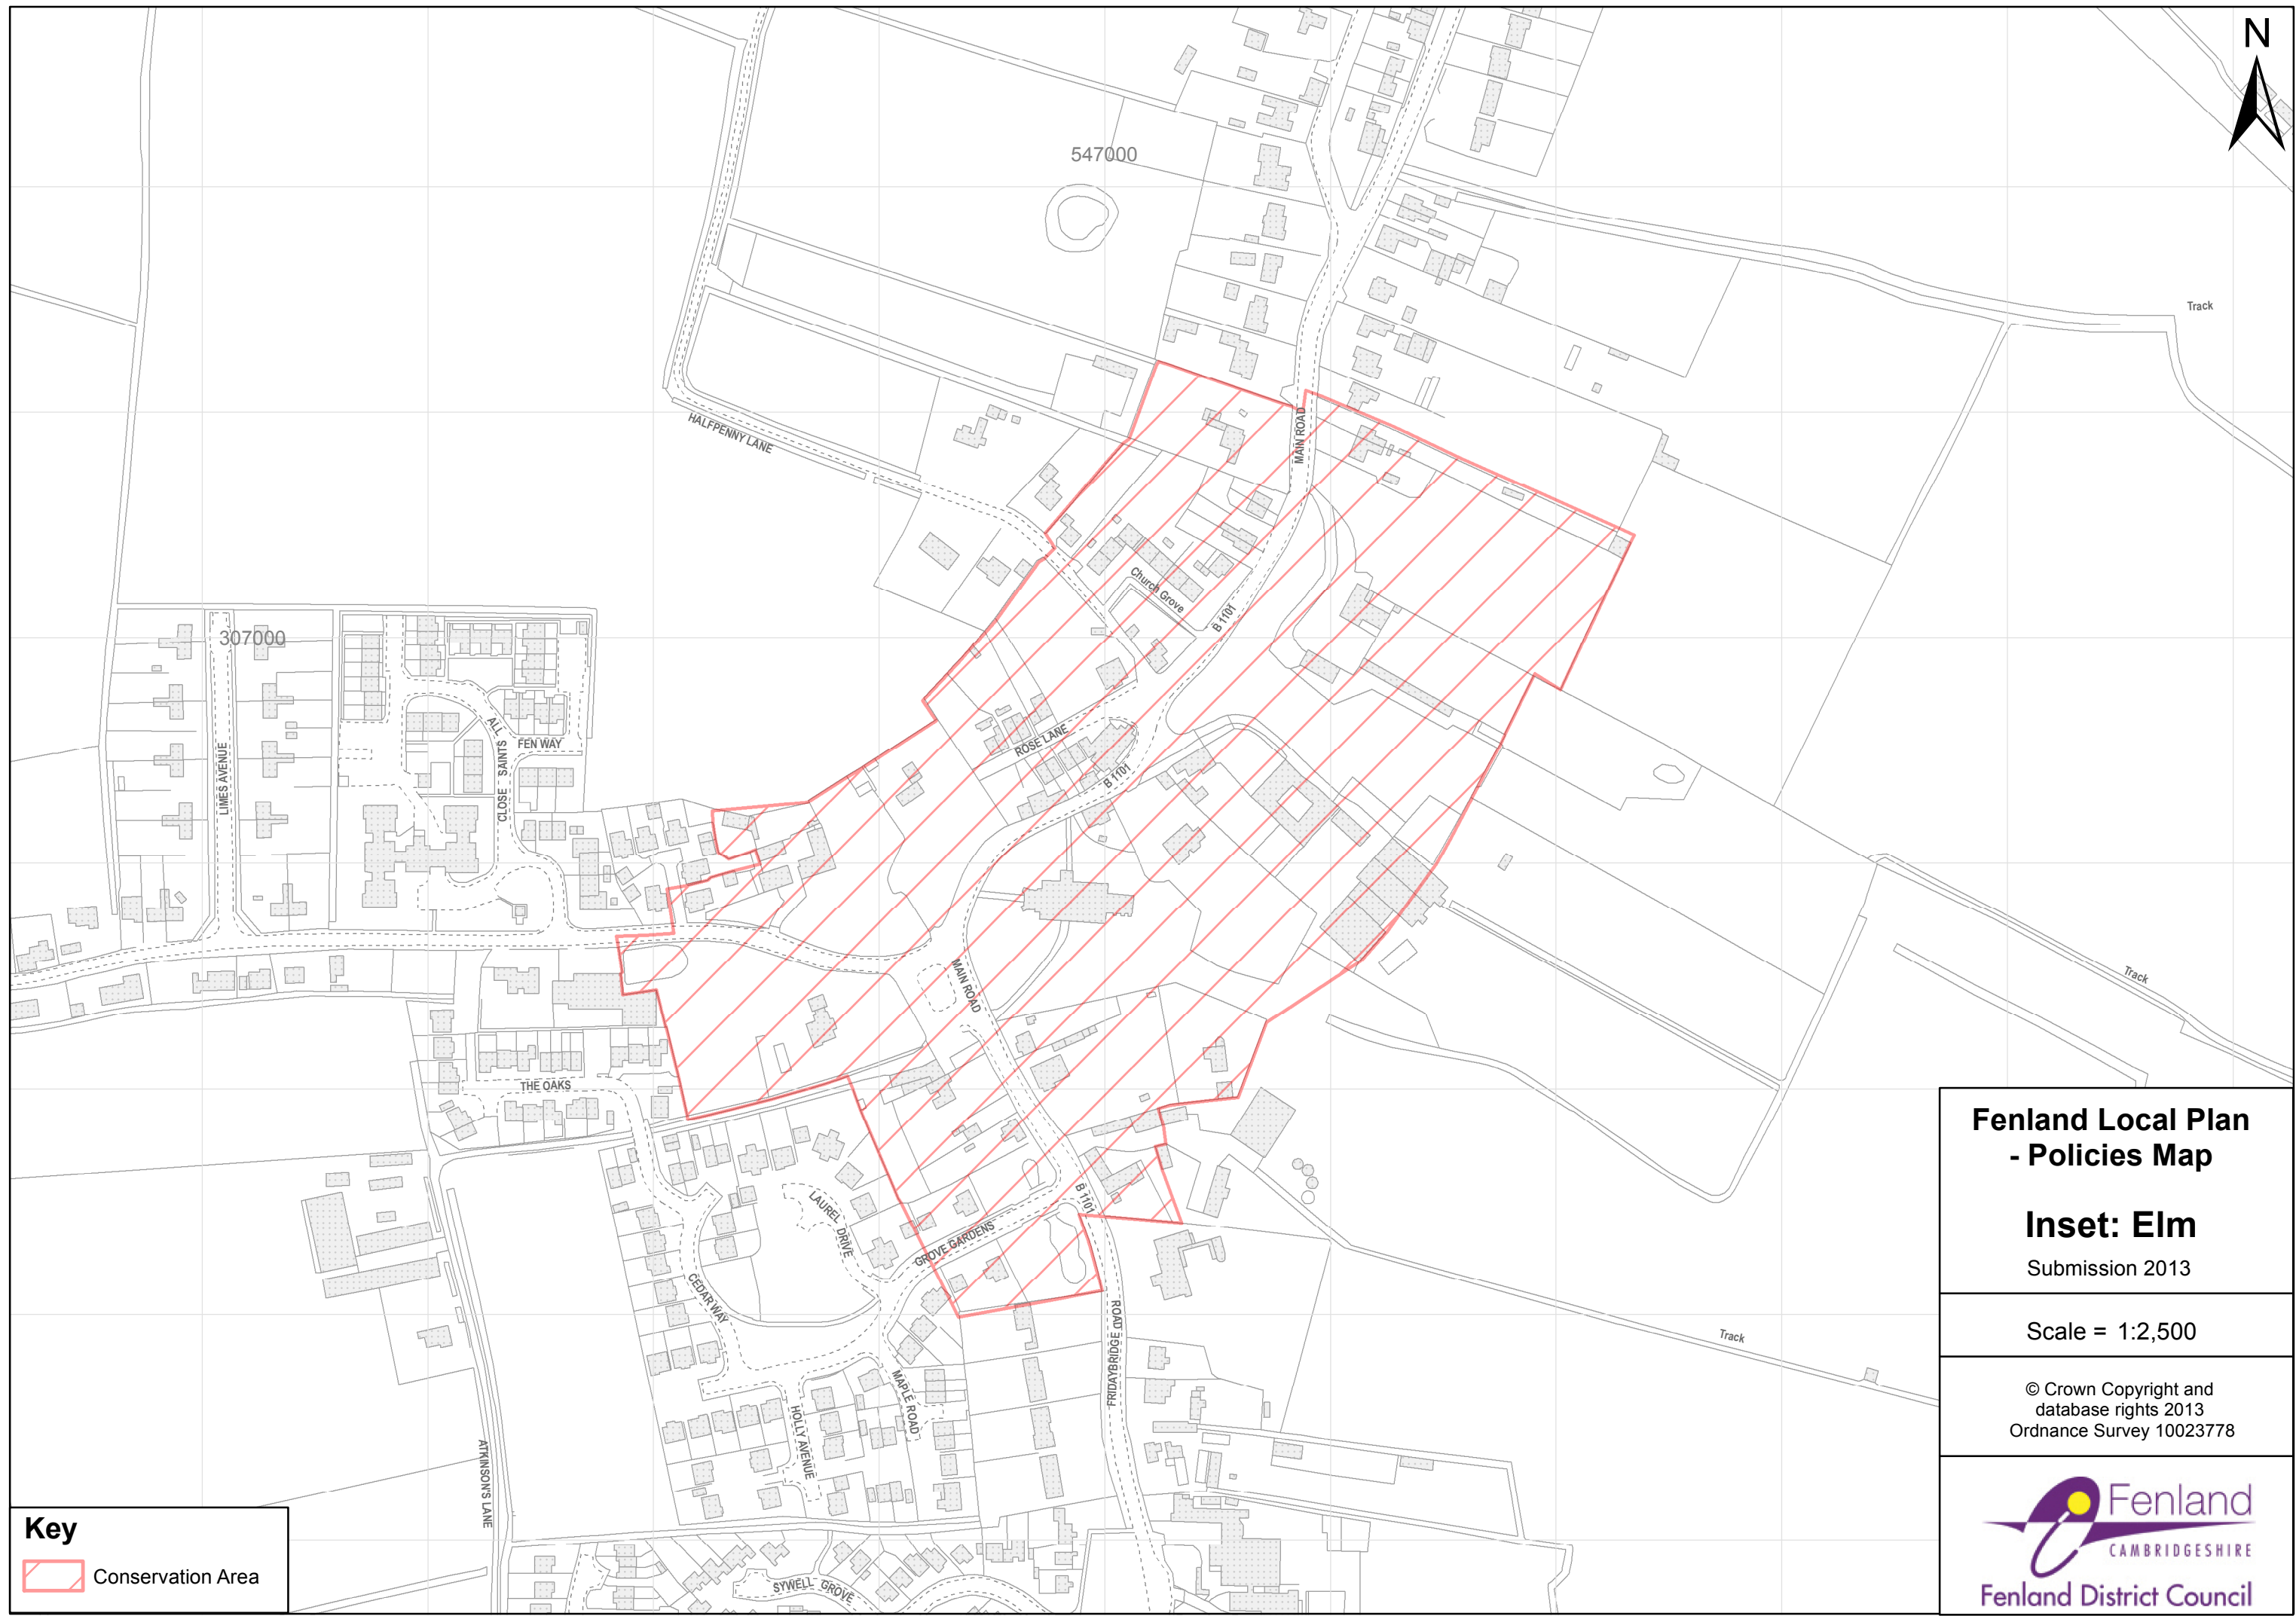 N
547000
Track
HALFPENNY LANE
MAIN ROAD
Church Grove
B 1101
307000
ROSE LANE
B 1101
LIMES AVENUE
ALL SAINTS CLOSE
FEN WAY
MAIN ROAD
Track
THE OAKS
LAUREL DRIVE
B 1101
GROVE GARDENS
CEDAR WAY
FRIDAYBRIDGE ROAD
Track
MAPLE ROAD
HOLLY AVENUE
ATKINSON'S LANE
SYWELL GROVE
Key
Conservation Area
Fenland Local Plan
- Policies Map
Inset: Elm
Submission 2013
Scale = 1:2,500
© Crown Copyright and
database rights 2013
Ordnance Survey 10023778
Fenland
CAMBRIDGESHIRE
Fenland District Council